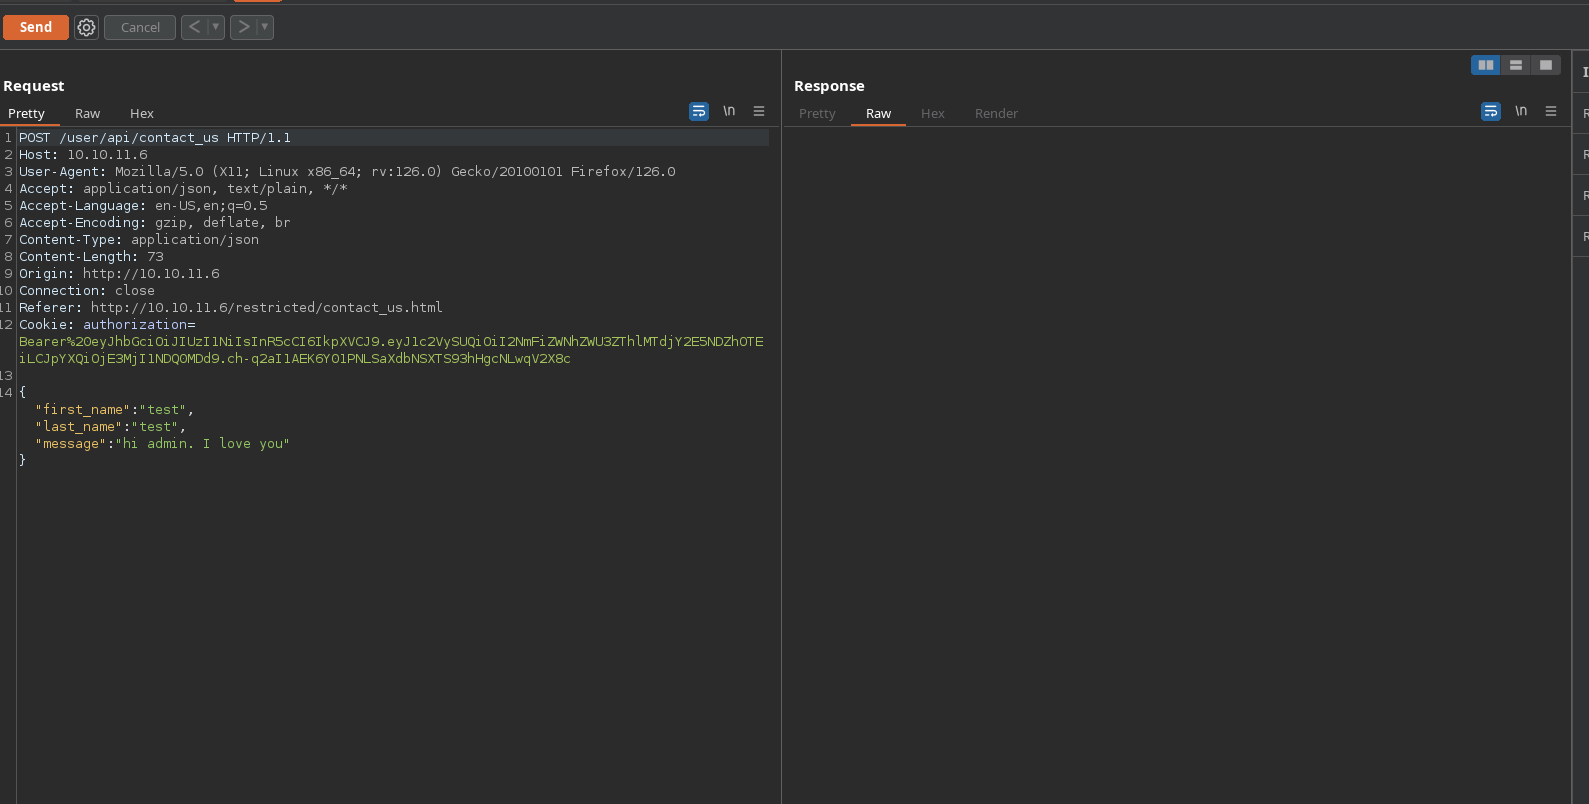 Send
Cancel
Request
Response
Pretty
Raw
Hex
\n
Pretty
Raw
Hex
Render
\n
1 POST /user/api/contact_us HTTP/1.1
2 Host: 10.10.11.6
3 User-Agent: Mozilla/5.0 (X11; Linux x86_64; rv:126.0) Gecko/20100101 Firefox/126.0
4 Accept: application/json, text/plain, */*
5 Accept-Language: en-US,en;q=0.5
6 Accept-Encoding: gzip, deflate, br
7 Content-Type: application/json
8 Content-Length: 73
9 Origin: http://10.10.11.6
10 Connection: close
11 Referer: http://10.10.11.6/restricted/contact_us.html
12 Cookie: authorization=
Bearer%20eyJhbGciOiJIUzI1NiIsInR5cCI6IkpXVCJ9.eyJ1c2VySUQiOiI2NmFiZWNhZWU3ZThlMTdjY2E5NDZhOTE
iLCJpYXQiOjE3MjI1NDQ0MDd9.ch-q2aI1AEK6Y01PNLSaXdbNSXTS93hHgcNLwqV2X8c
13
14 {
"first_name":"test",
"last_name":"test",
"message":"hi admin. I love you"
}